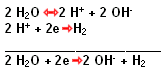 2 H₂O ⟷ 2 H⁺ + 2 OH⁻
2 H⁺ + 2e → H₂
2 H₂O + 2e → 2 OH⁻ + H₂